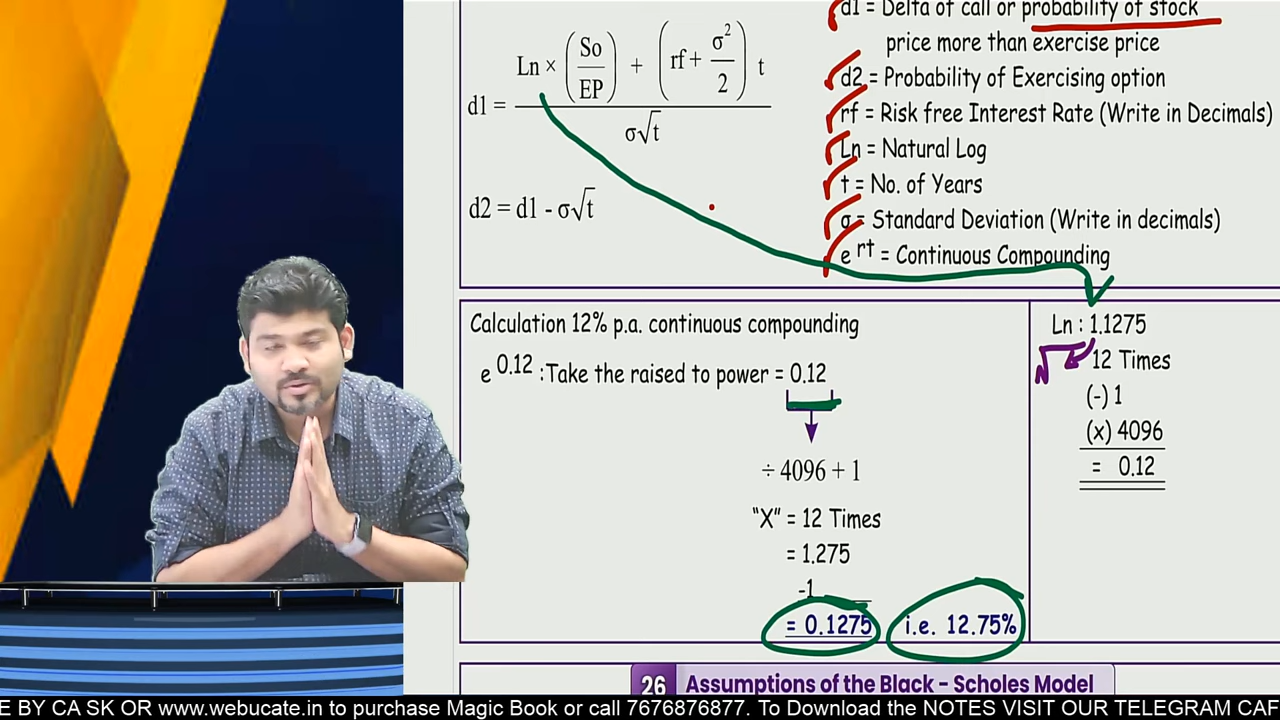 d1 = Delta of call or probability of stock
price more than exercise price
d2 = Probability of Exercising option
rf = Risk free Interest Rate (Write in Decimals)
Ln = Natural Log
t = No. of Years
σ = Standard Deviation (Write in decimals)
e^rt = Continuous Compounding
d1 = Ln × (So/EP) + (rf + σ²/2) t
σ√t
d2 = d1 - σ√t
Calculation 12% p.a. continuous compounding
e^0.12 : Take the raised to power = 0.12
÷ 4096 + 1
"X" = 12 Times
= 1.275
-1
= 0.1275 i.e. 12.75%
Ln : 1.1275
√ 12 Times
(-) 1
(x) 4096
= 0.12
26 Assumptions of the Black - Scholes Model
E BY CA SK OR www.webucate.in to purchase Magic Book or call 7676876877. To Download the NOTES VISIT OUR TELEGRAM CAF